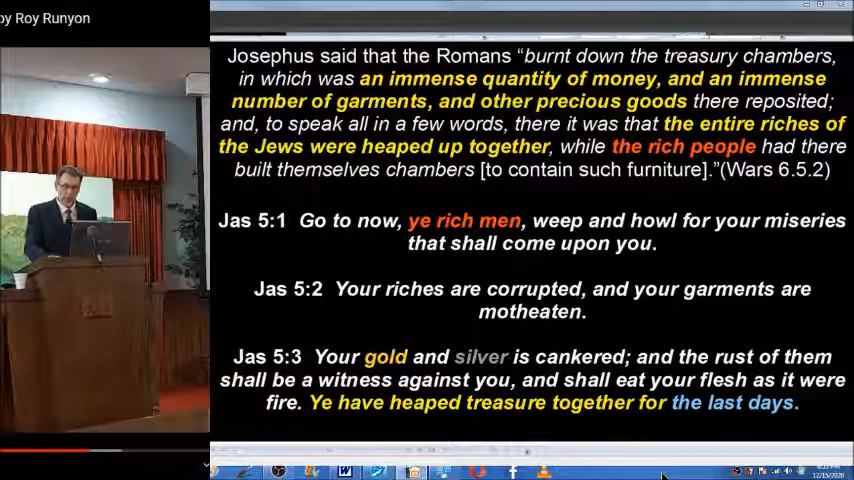 by Roy Runyon
Josephus said that the Romans “burnt down the treasury chambers,
in which was an immense quantity of money, and an immense
number of garments, and other precious goods there reposited;
and, to speak all in a few words, there it was that the entire riches of
the Jews were heaped up together, while the rich people had there
built themselves chambers [to contain such furniture].”(Wars 6.5.2)
Jas 5:1 Go to now, ye rich men, weep and howl for your miseries
that shall come upon you.
Jas 5:2 Your riches are corrupted, and your garments are
motheaten.
Jas 5:3 Your gold and silver is cankered; and the rust of them
shall be a witness against you, and shall eat your flesh as it were
fire. Ye have heaped treasure together for the last days.
12/15/2020